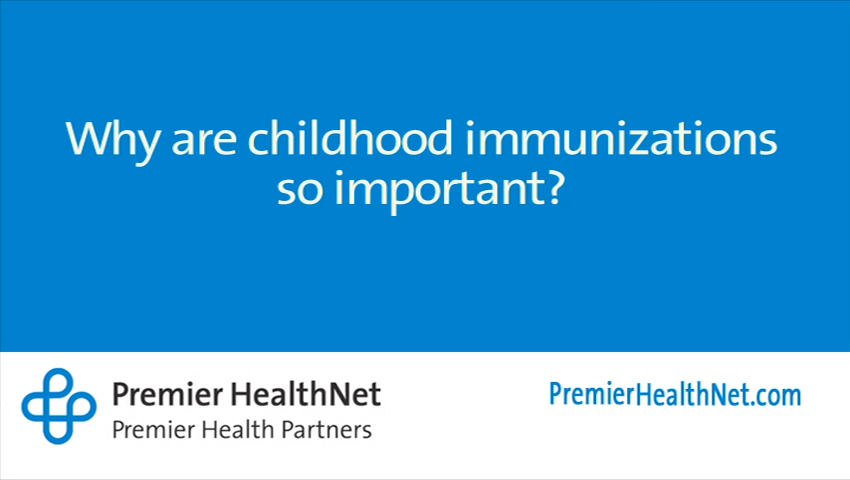 Why are childhood immunizations
so important?
Premier HealthNet
Premier Health Partners
PremierHealthNet.com